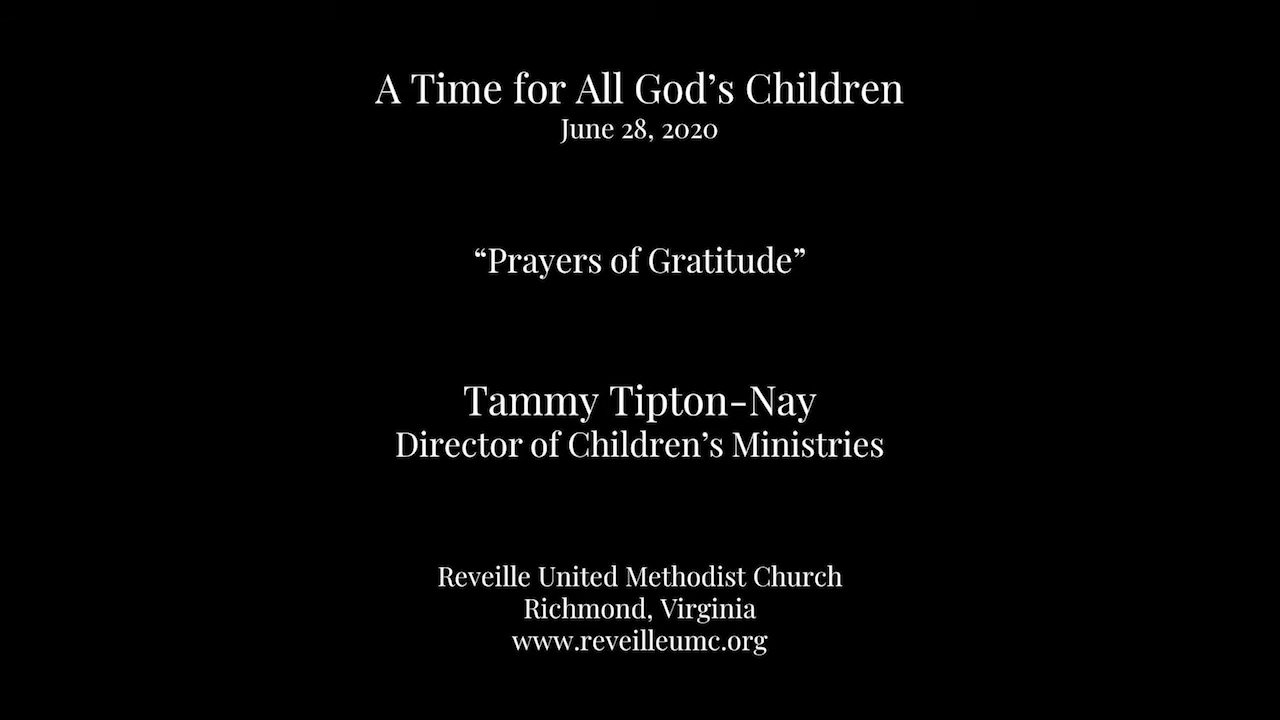 A Time for All God’s Children
June 28, 2020
“Prayers of Gratitude”
Tammy Tipton-Nay
Director of Children’s Ministries
Reveille United Methodist Church
Richmond, Virginia
www.reveilleumc.org